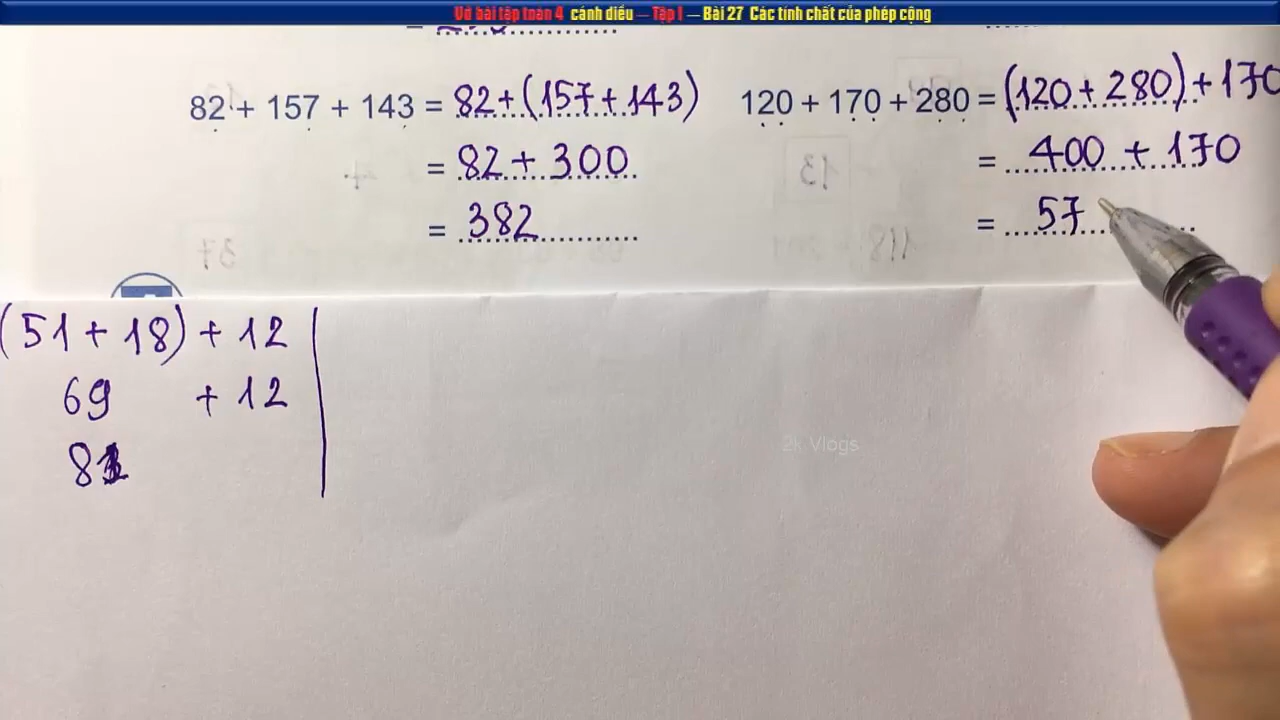 Vở bài tập toán 4 cánh diều – Tập 1 – Bài 27 Các tính chất của phép cộng
82 + 157 + 143 = 82 + (157 + 143)
= 82 + 300
= 382
120 + 170 + 280 = (120 + 280) + 170
= 400 + 170
= 57
(51 + 18) + 12
69 + 12
81
2k Vlogs